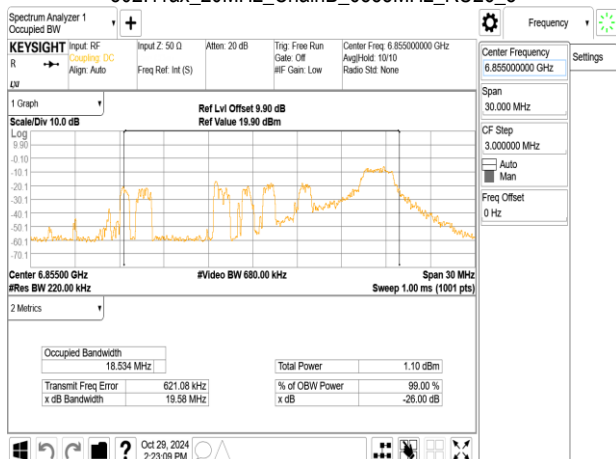 Spectrum Analyzer 1
Occupied BW
Frequency
KEYSIGHT
R
Input: RF
Coupling: DC
Align: Auto
Input Z: 50 Ω
Freq Ref: Int (S)
Atten: 20 dB
Trig: Free Run
Gate: Off
#IF Gain: Low
Center Freq: 6.855000000 GHz
Avg|Hold: 10/10
Radio Std: None
Center Frequency
6.855000000 GHz
Settings
Span
30.000 MHz
CF Step
3.000000 MHz
Auto
Man
Freq Offset
0 Hz
1 Graph
Ref Lvl Offset 9.90 dB
Scale/Div 10.0 dB
Ref Value 19.90 dBm
Log
9.90
-0.10
-10.1
-20.1
-30.1
-40.1
-50.1
-60.1
-70.1
Center 6.85500 GHz
#Video BW 680.00 kHz
Span 30 MHz
#Res BW 220.00 kHz
Sweep 1.00 ms (1001 pts)
2 Metrics
Occupied Bandwidth
18.534 MHz
Total Power
1.10 dBm
Transmit Freq Error
621.08 kHz
% of OBW Power
99.00 %
x dB Bandwidth
19.58 MHz
x dB
-26.00 dB
Oct 29, 2024
2:23:09 PM